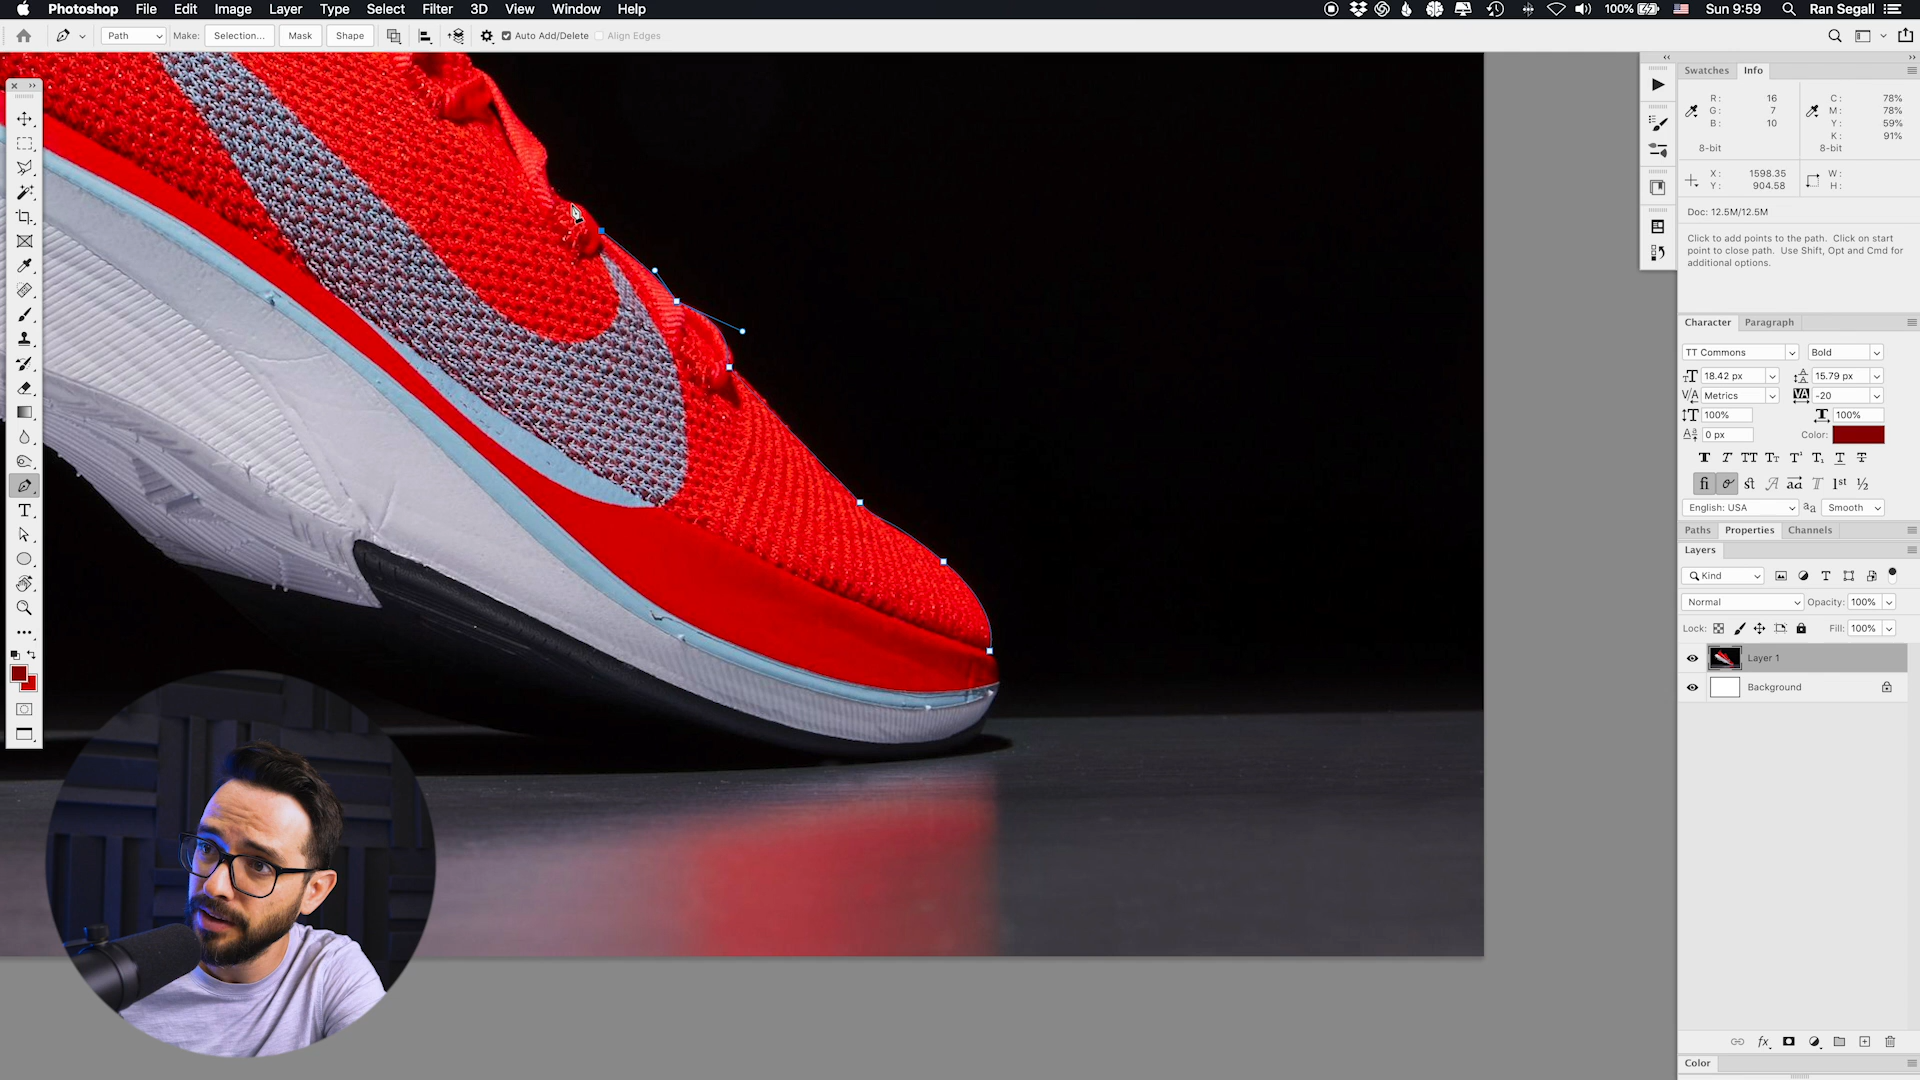 Photoshop File Edit Image Layer Type Select Filter 3D View Window Help 100% Sun 9:59 Ran Segall
Path Make: Selection... Mask Shape Auto Add/Delete Align Edges
Swatches Info
R: 16 C: 78%
G: 7 M: 78%
B: 10 Y: 59%
K: 91%
8-bit 8-bit
X: 1598.35 W:
Y: 904.58 H:
Doc: 12.5M/12.5M
Click to add points to the path. Click on start
point to close path. Use Shift, Opt and Cmd for
additional options.
Character Paragraph
TT Commons Bold
18.42 px 15.79 px
Metrics -20
100% 100%
0 px Color:
English: USA Smooth
Paths Properties Channels
Layers
Kind
Normal Opacity: 100%
Lock: Fill: 100%
Layer 1
Background
Color